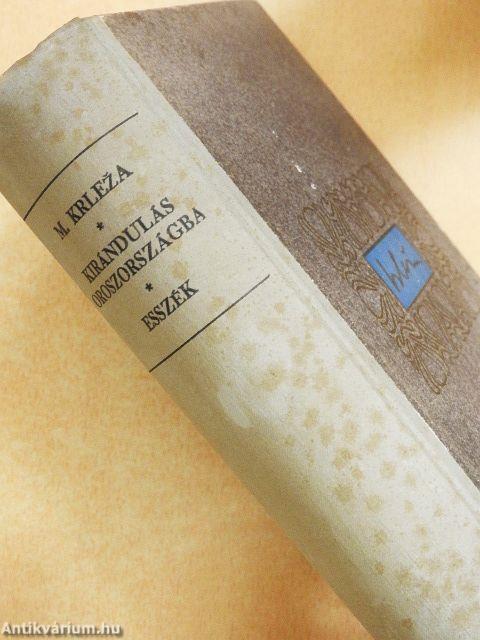 M. KRLEŽA
*
KIRÁNDULÁS
OROSZORSZÁGBA
*
ESSZÉK
Antikvárium.hu